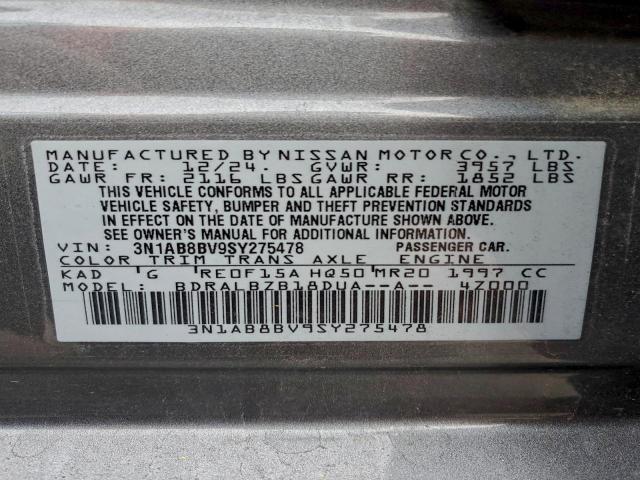 MANUFACTURED BY NISSAN MOTOR CO., LTD.
DATE: 12/24. GVWR: 3957 LBS
GAWR FR: 2116 LBS GAWR RR: 1852 LBS
THIS VEHICLE CONFORMS TO ALL APPLICABLE FEDERAL MOTOR
VEHICLE SAFETY, BUMPER AND THEFT PREVENTION STANDARDS
IN EFFECT ON THE DATE OF MANUFACTURE SHOWN ABOVE.
SEE OWNER'S MANUAL FOR ADDITIONAL INFORMATION.
VIN: 3N1AB8BV9SY275478 PASSENGER CAR.
COLOR TRIM TRANS AXLE ENGINE
KAD G RE0F15A HQ50 MR20 1997 CC
MODEL: BDRALBZB18DUA--A-- 4Z000
3N1AB8BV9SY275478